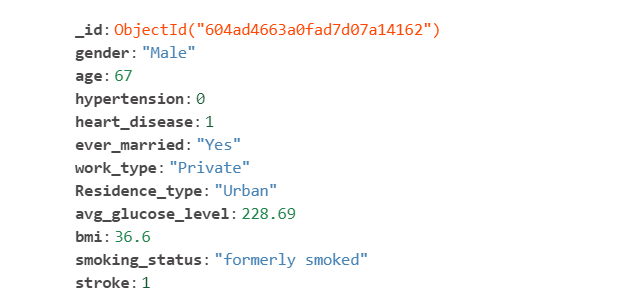 _id: ObjectId("604ad4663a0fad7d07a14162")
gender: "Male"
age: 67
hypertension: 0
heart_disease: 1
ever_married: "Yes"
work_type: "Private"
Residence_type: "Urban"
avg_glucose_level: 228.69
bmi: 36.6
smoking_status: "formerly smoked"
stroke: 1